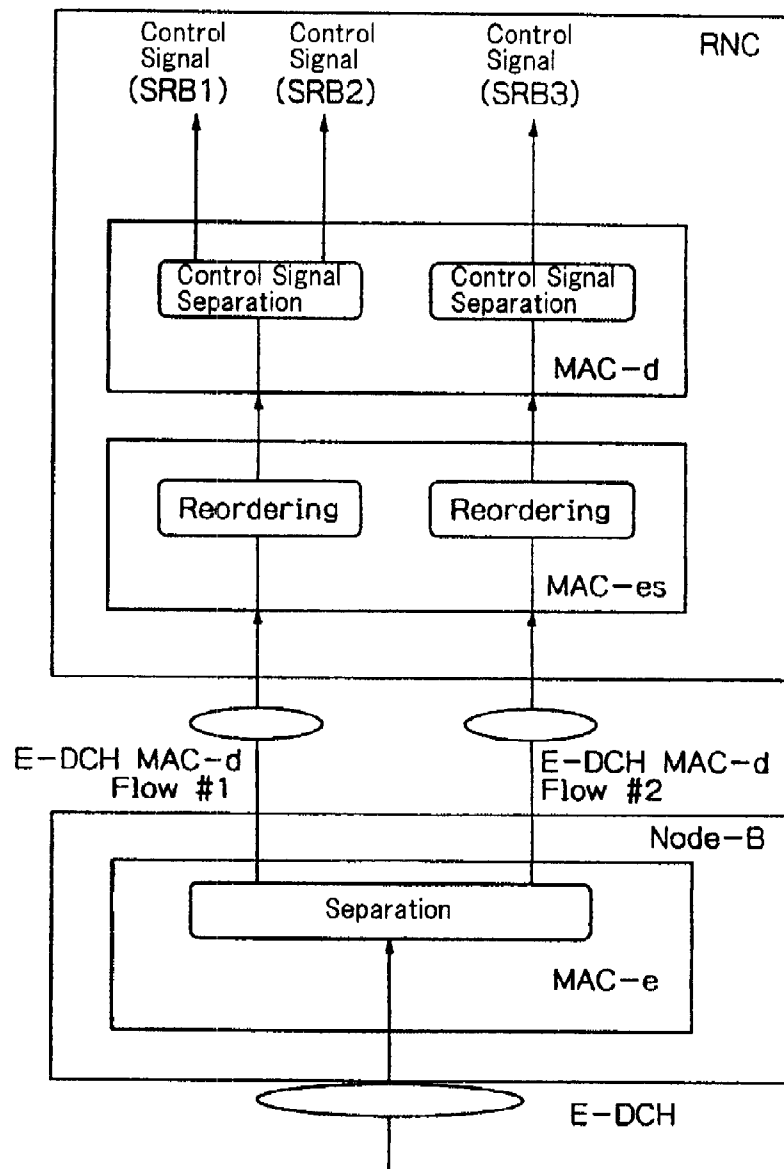 RNC
Control
Signal
(SRB1)
Control
Signal
(SRB2)
Control
Signal
(SRB3)
Control Signal
Separation
Control Signal
Separation
MAC-d
Reordering
Reordering
MAC-es
E-DCH MAC-d
Flow #1
E-DCH MAC-d
Flow #2
Node-B
Separation
MAC-e
E-DCH